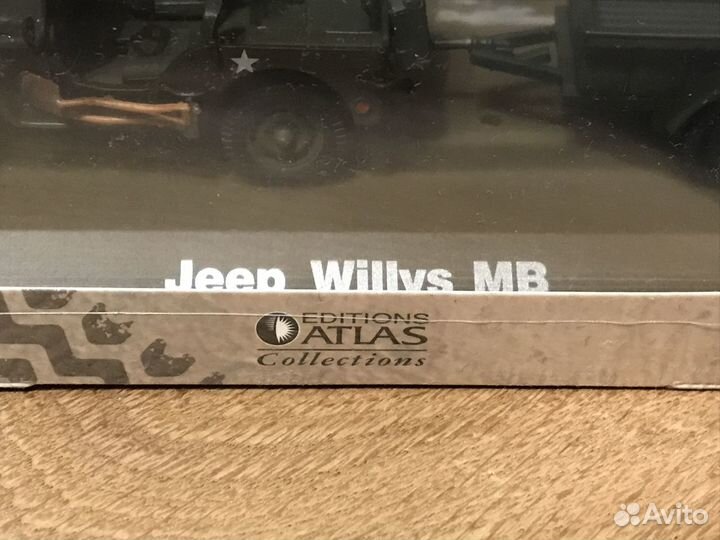 Jeep Willys MB
EDITIONS
ATLAS
Collections
Avito